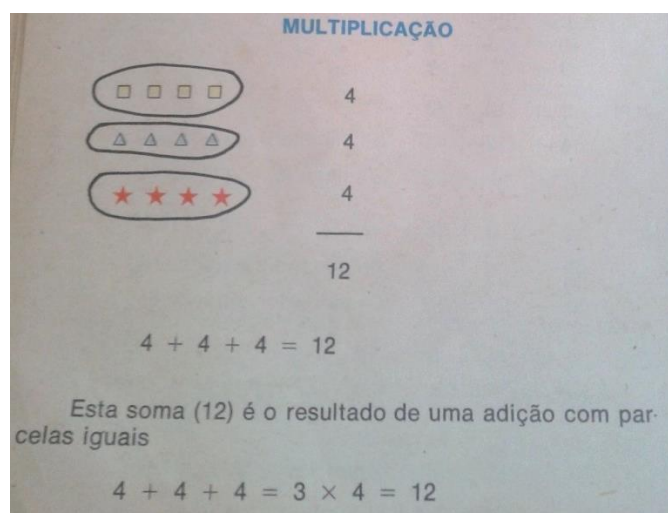 MULTIPLICAÇÃO
4
4
4
12
4 + 4 + 4 = 12
Esta soma (12) é o resultado de uma adição com par-
celas iguais
4 + 4 + 4 = 3 × 4 = 12